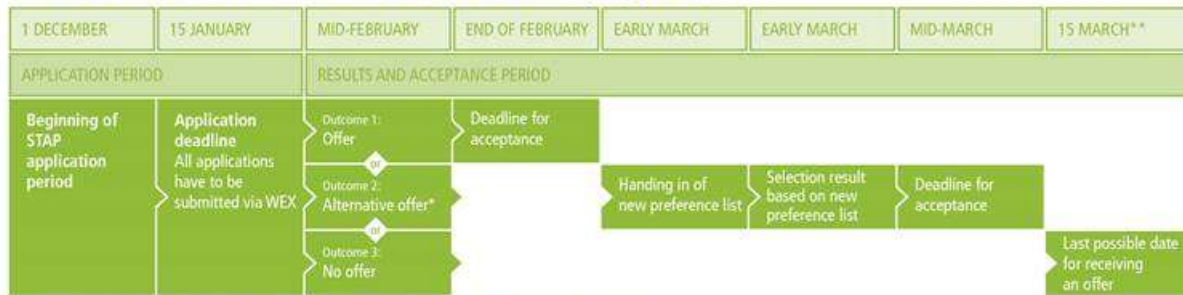 1 DECEMBER
15 JANUARY
MID-FEBRUARY
END OF FEBRUARY
EARLY MARCH
EARLY MARCH
MID-MARCH
15 MARCH**
APPLICATION PERIOD
RESULTS AND ACCEPTANCE PERIOD
Beginning of
STAP
application
period
Application
deadline
All applications
have to be
submitted via WEX
Outcome 1:
Offer
Deadline for
acceptance
or
Outcome 2:
Alternative offer*
Handing in of
new preference list
Selection result
based on new
preference list
Deadline for
acceptance
or
Outcome 3:
No offer
Last possible date
for receiving
an offer